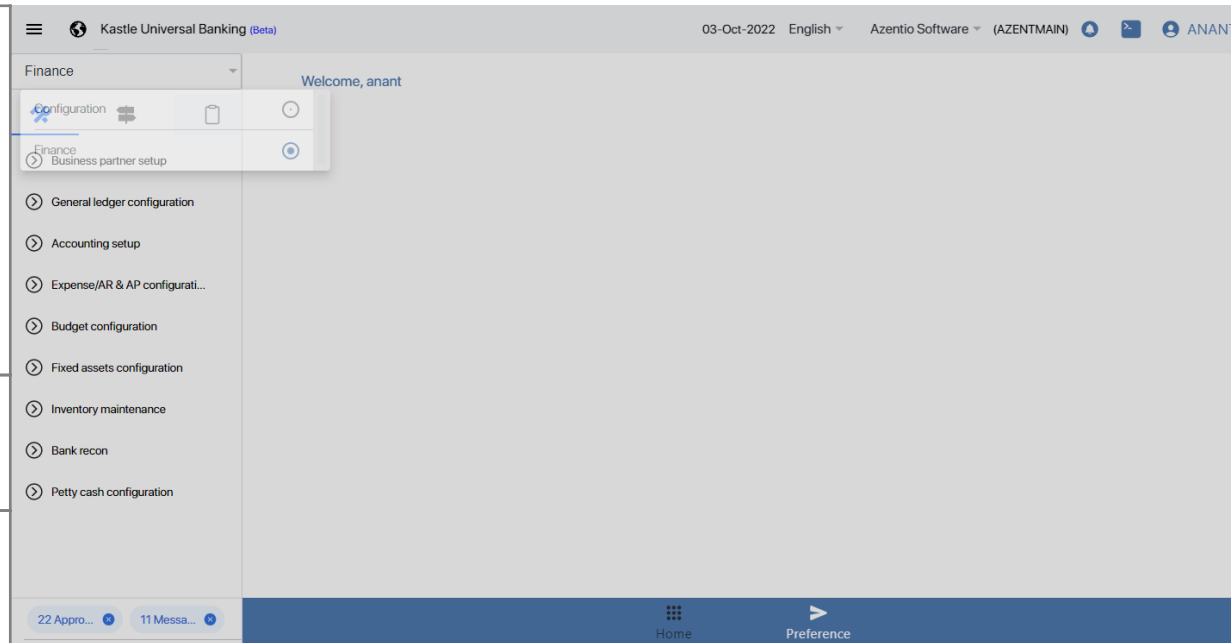 Kastle Universal Banking (Beta)
03-Oct-2022 English Azentio Software (AZENTMAIN) ANANT
Finance
Welcome, anant
Configuration
Finance
Business partner setup
General ledger configuration
Accounting setup
Expense/AR & AP configurati...
Budget configuration
Fixed assets configuration
Inventory maintenance
Bank recon
Petty cash configuration
22 Appro... 11 Messa...
Home Preference